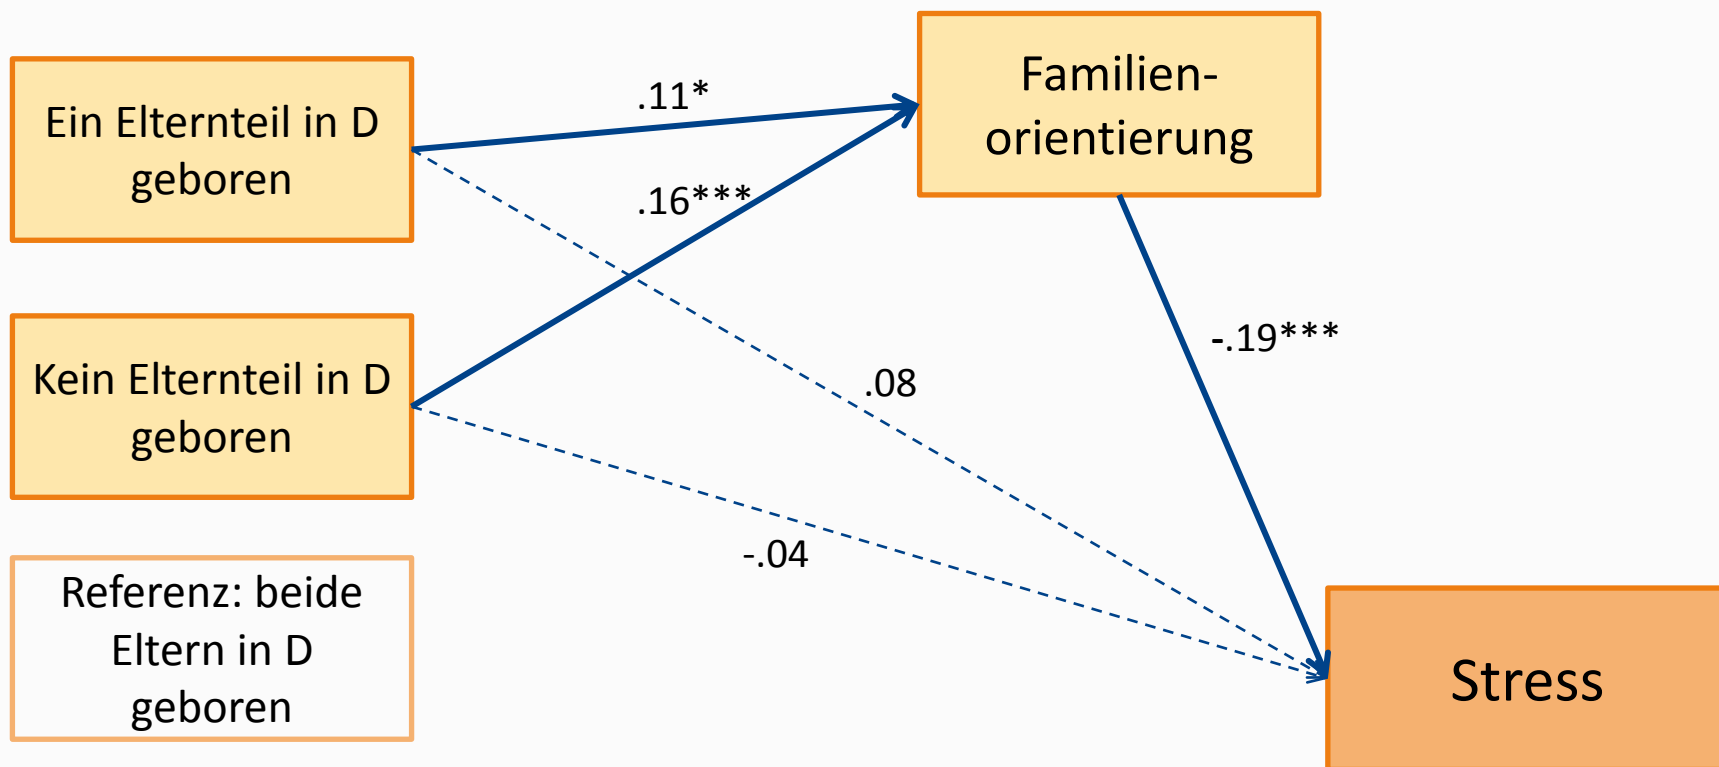 Ein Elternteil in D
geboren
.11*
Familien-
orientierung
.16***
Kein Elternteil in D
geboren
-.19***
.08
-.04
Referenz: beide
Eltern in D
geboren
Stress